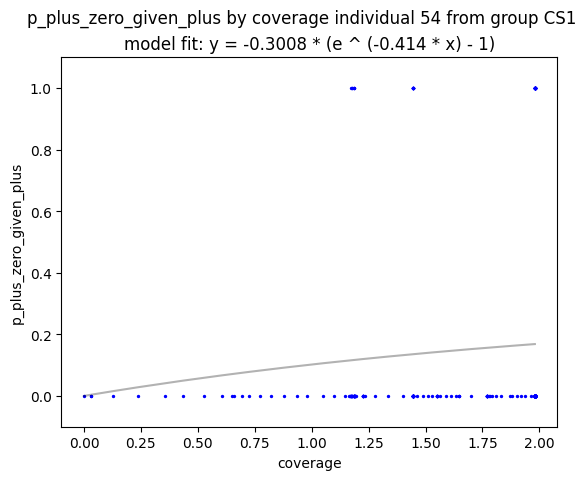 p_plus_zero_given_plus by coverage individual 54 from group CS1
model fit: y = -0.3008 * (e ^ (-0.414 * x) - 1)
1.0
0.8
0.6
0.4
0.2
0.0
p_plus_zero_given_plus
0.00 0.25 0.50 0.75 1.00 1.25 1.50 1.75 2.00
coverage